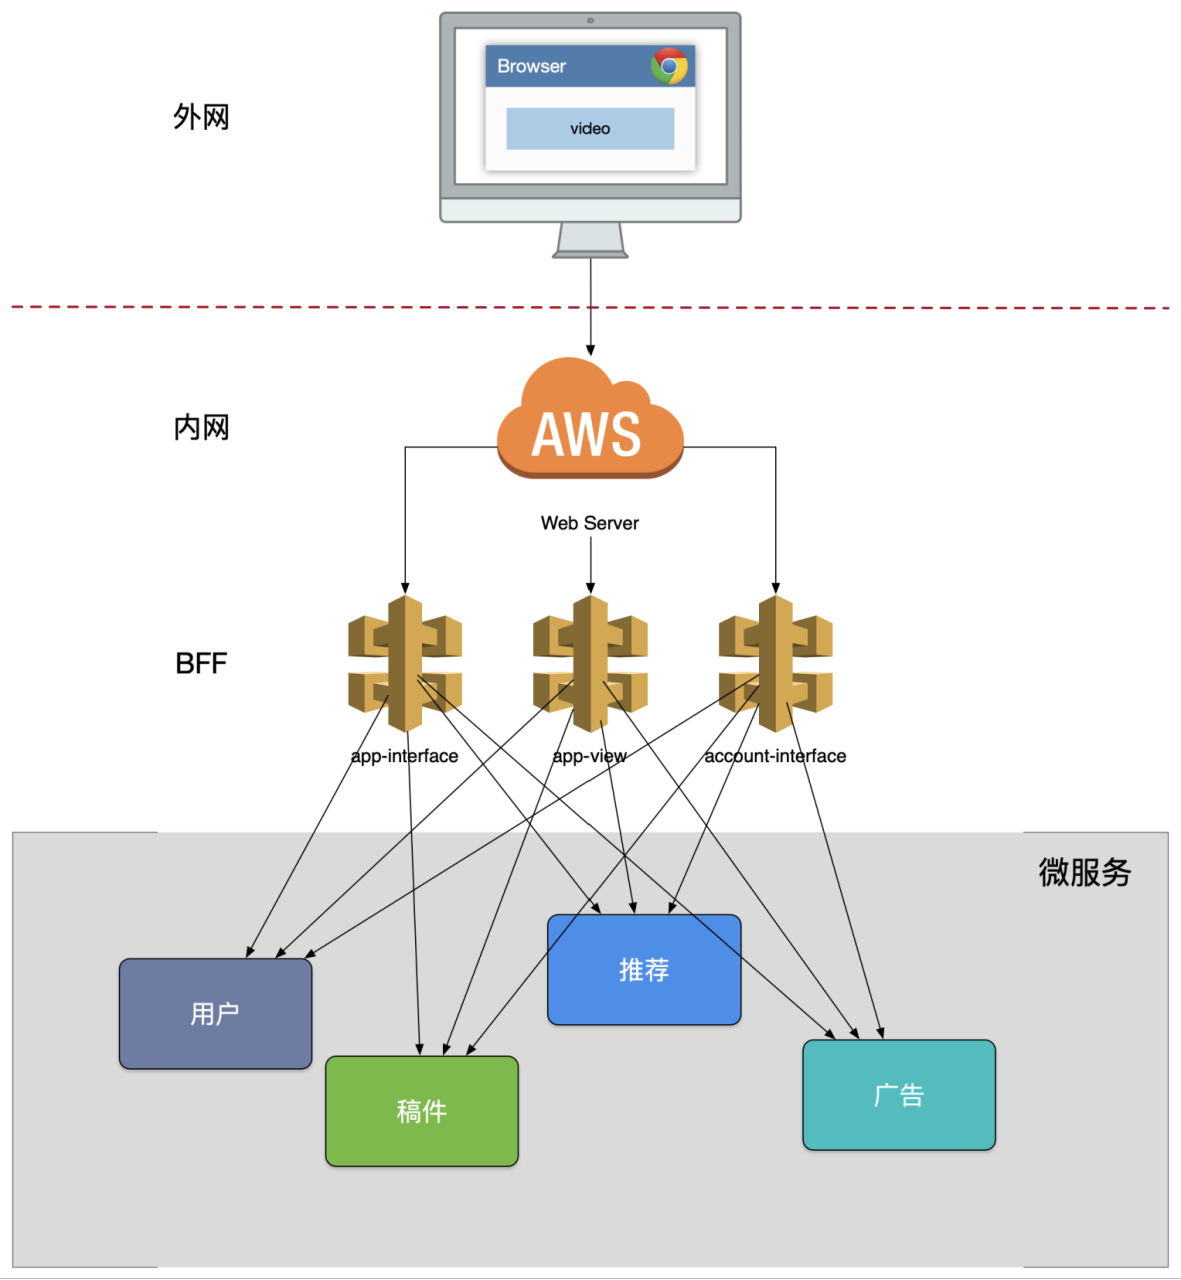 Browser
外网
video
内网
AWS
Web Server
BFF
app-interface
app-view
account-interface
微服务
推荐
用户
广告
稿件